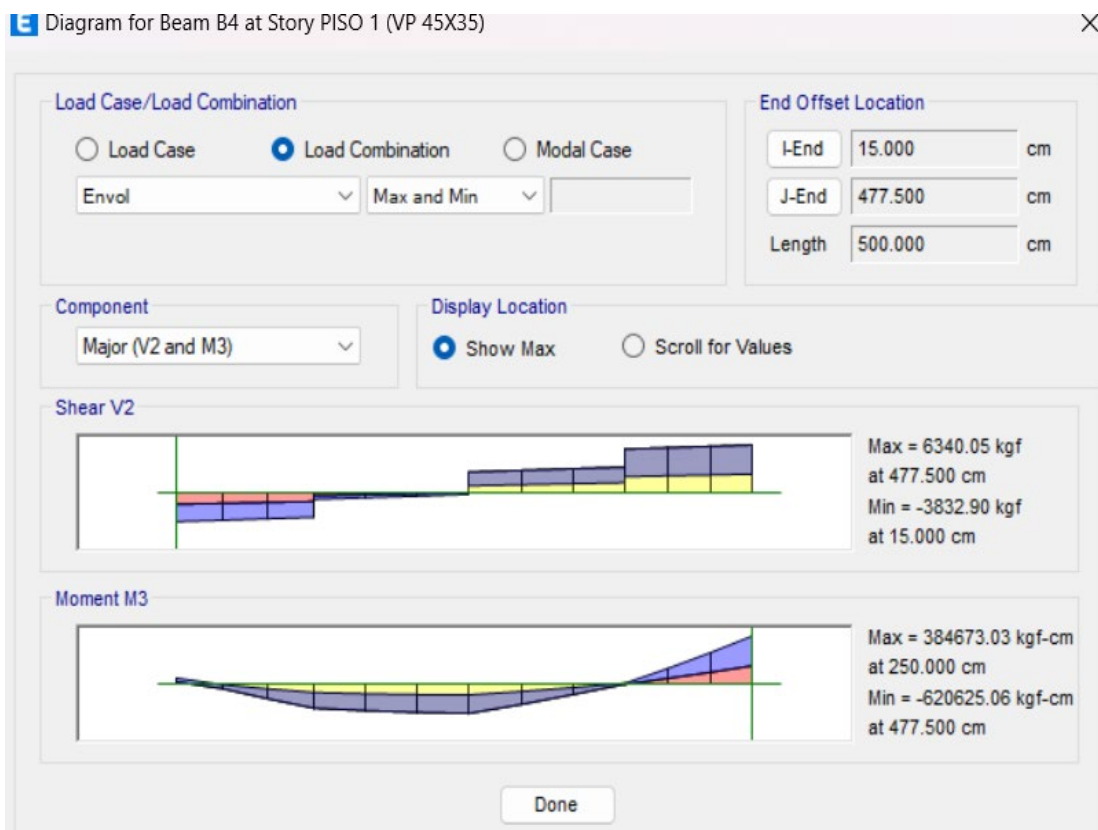 E Diagram for Beam B4 at Story PISO 1 (VP 45X35)
Load Case/Load Combination
Load Case Load Combination Modal Case
Envol Max and Min
End Offset Location
I-End 15.000 cm
J-End 477.500 cm
Length 500.000 cm
Component
Major (V2 and M3)
Display Location
Show Max Scroll for Values
Shear V2
Max = 6340.05 kgf
at 477.500 cm
Min = -3832.90 kgf
at 15.000 cm
Moment M3
Max = 384673.03 kgf-cm
at 250.000 cm
Min = -620625.06 kgf-cm
at 477.500 cm
Done